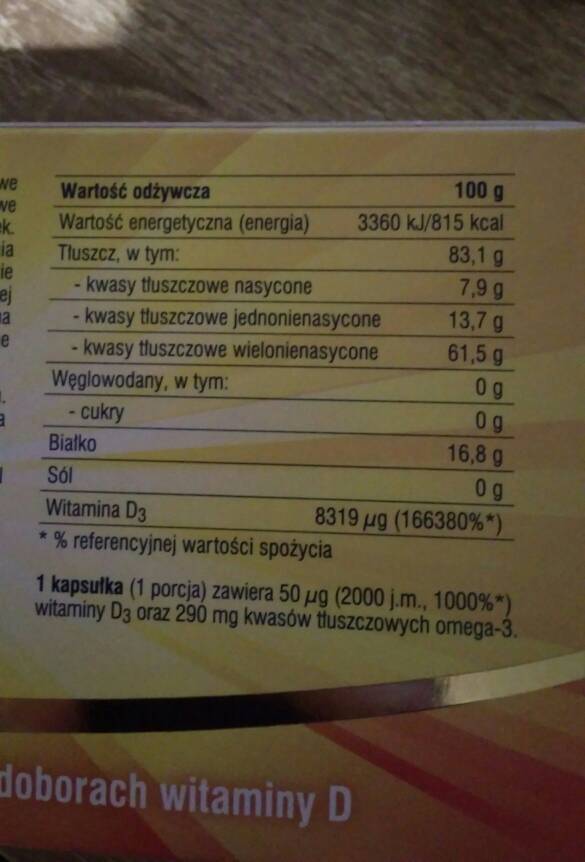 Wartość odżywcza 100 g
Wartość energetyczna (energia) 3360 kJ/815 kcal
Tłuszcz, w tym: 83,1 g
- kwasy tłuszczowe nasycone 7,9 g
- kwasy tłuszczowe jednonienasycone 13,7 g
- kwasy tłuszczowe wielonienasycone 61,5 g
Węglowodany, w tym: 0 g
- cukry 0 g
Białko 16,8 g
Sól 0 g
Witamina D3 8319 µg (166380%*)
* % referencyjnej wartości spożycia
1 kapsułka (1 porcja) zawiera 50 µg (2000 j.m., 1000%*)
witaminy D3 oraz 290 mg kwasów tłuszczowych omega-3.
doborach witaminy D